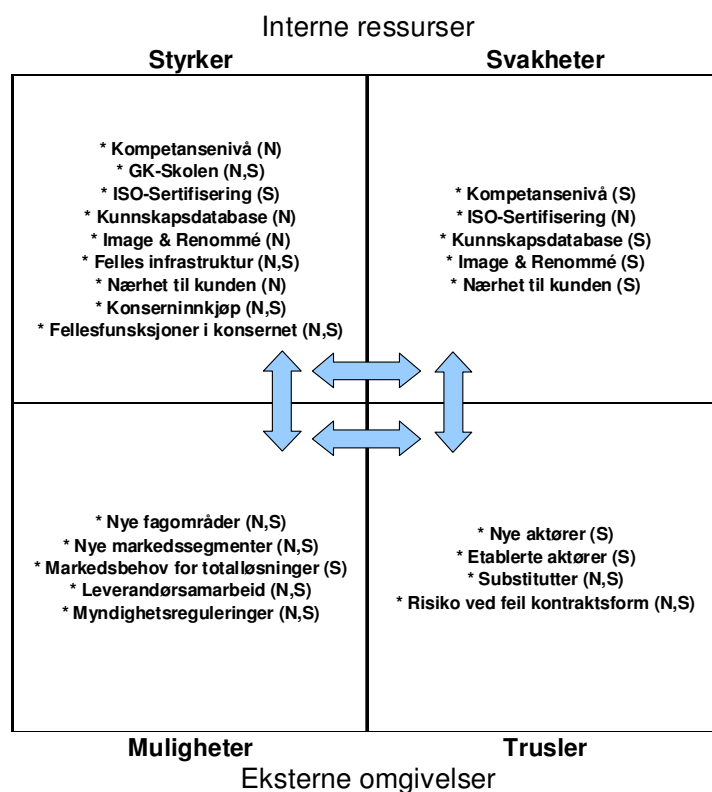 Interne ressurser
Styrker
Svakheter
* Kompetansenivå (N)
* GK-Skolen (N,S)
* ISO-Sertifisering (S)
* Kunnskapsdatabase (N)
* Image & Renommé (N)
* Felles infrastruktur (N,S)
* Nærhet til kunden (N)
* Konserninnkjøp (N,S)
* Fellesfunsksjoner i konsernet (N,S)
* Kompetansenivå (S)
* ISO-Sertifisering (N)
* Kunnskapsdatabase (S)
* Image & Renommé (S)
* Nærhet til kunden (S)
* Nye fagområder (N,S)
* Nye markedssegmenter (N,S)
* Markedsbehov for totalløsninger (S)
* Leverandørsamarbeid (N,S)
* Myndighetsreguleringer (N,S)
* Nye aktører (S)
* Etablerte aktører (S)
* Substitutter (N,S)
* Risiko ved feil kontraktsform (N,S)
Muligheter
Trusler
Eksterne omgivelser